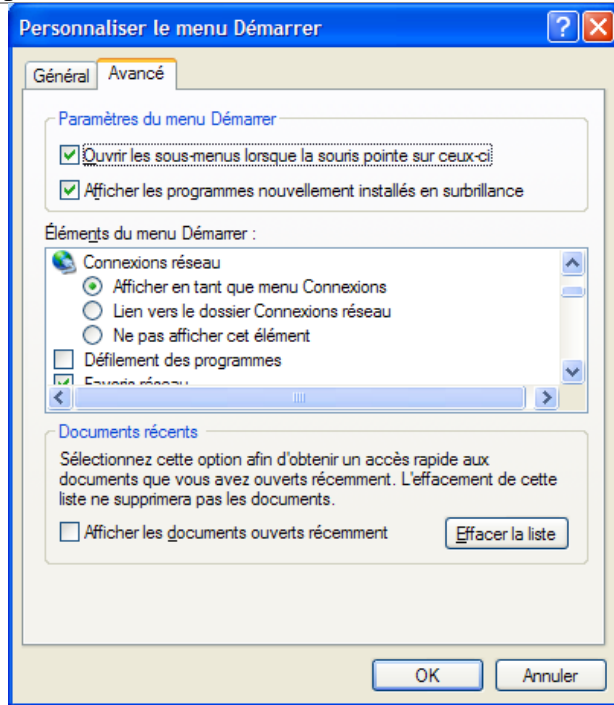 Personnaliser le menu Démarrer
Général
Avancé
Paramètres du menu Démarrer
Ouvrir les sous-menus lorsque la souris pointe sur ceux-ci
Afficher les programmes nouvellement installés en surbrillance
Éléments du menu Démarrer :
Connexions réseau
Afficher en tant que menu Connexions
Lien vers le dossier Connexions réseau
Ne pas afficher cet élément
Défilement des programmes
Favoris réseau
Documents récents
Sélectionnez cette option afin d'obtenir un accès rapide aux
documents que vous avez ouverts récemment. L'effacement de cette
liste ne supprimera pas les documents.
Afficher les documents ouverts récemment
Effacer la liste
OK
Annuler